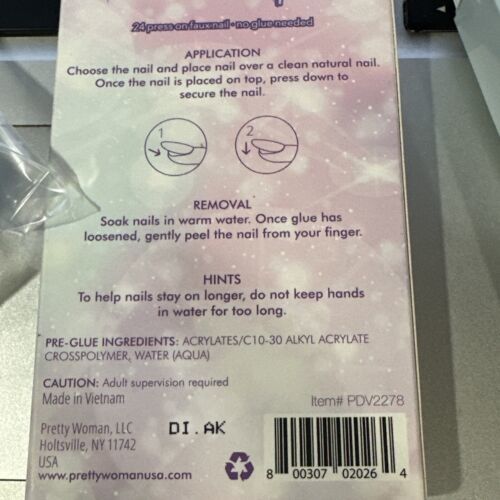 24 press on faux nail • no glue needed
APPLICATION
Choose the nail and place nail over a clean natural nail.
Once the nail is placed on top, press down to
secure the nail.
1 2
REMOVAL
Soak nails in warm water. Once glue has
loosened, gently peel the nail from your finger.
HINTS
To help nails stay on longer, do not keep hands
in water for too long.
PRE-GLUE INGREDIENTS: ACRYLATES/C10-30 ALKYL ACRYLATE
CROSSPOLYMER, WATER (AQUA)
CAUTION: Adult supervision required
Made in Vietnam
Item# PDV2278
Pretty Woman, LLC
Holtsville, NY 11742
USA
www.prettywomanusa.com
DI.AK
8 00307 02026 4